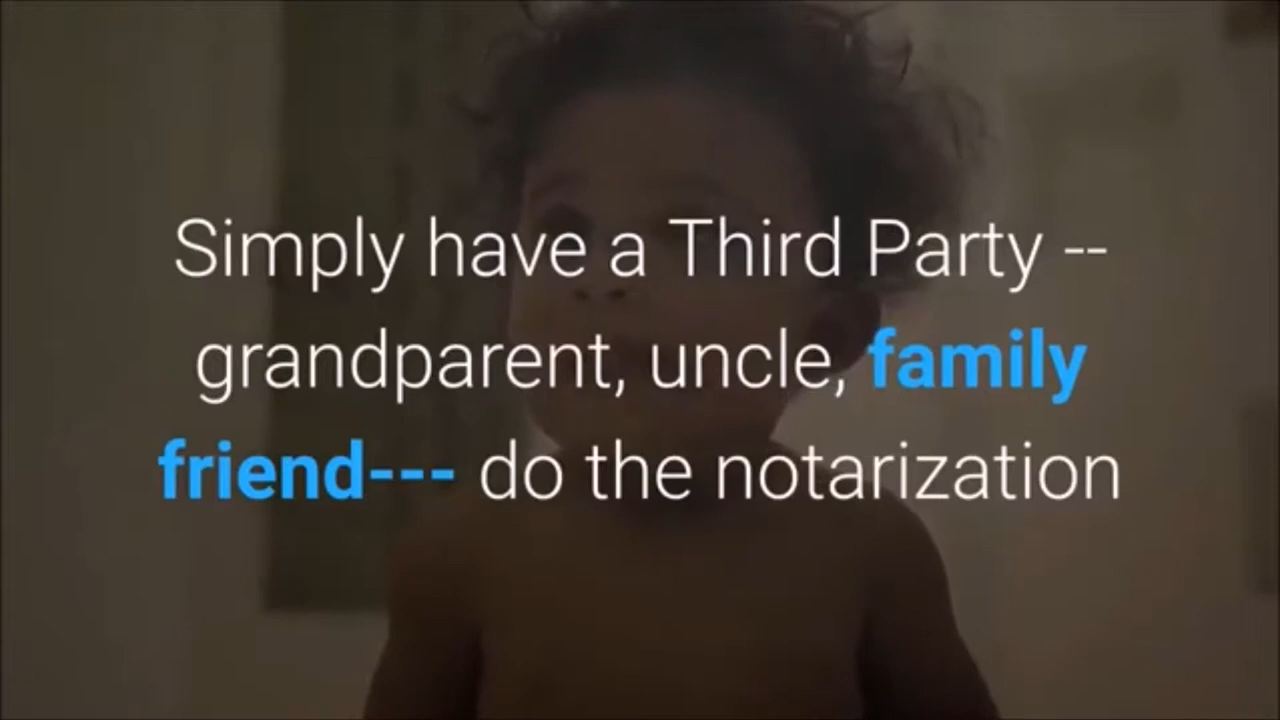 Simply have a Third Party --
grandparent, uncle, family
friend--- do the notarization